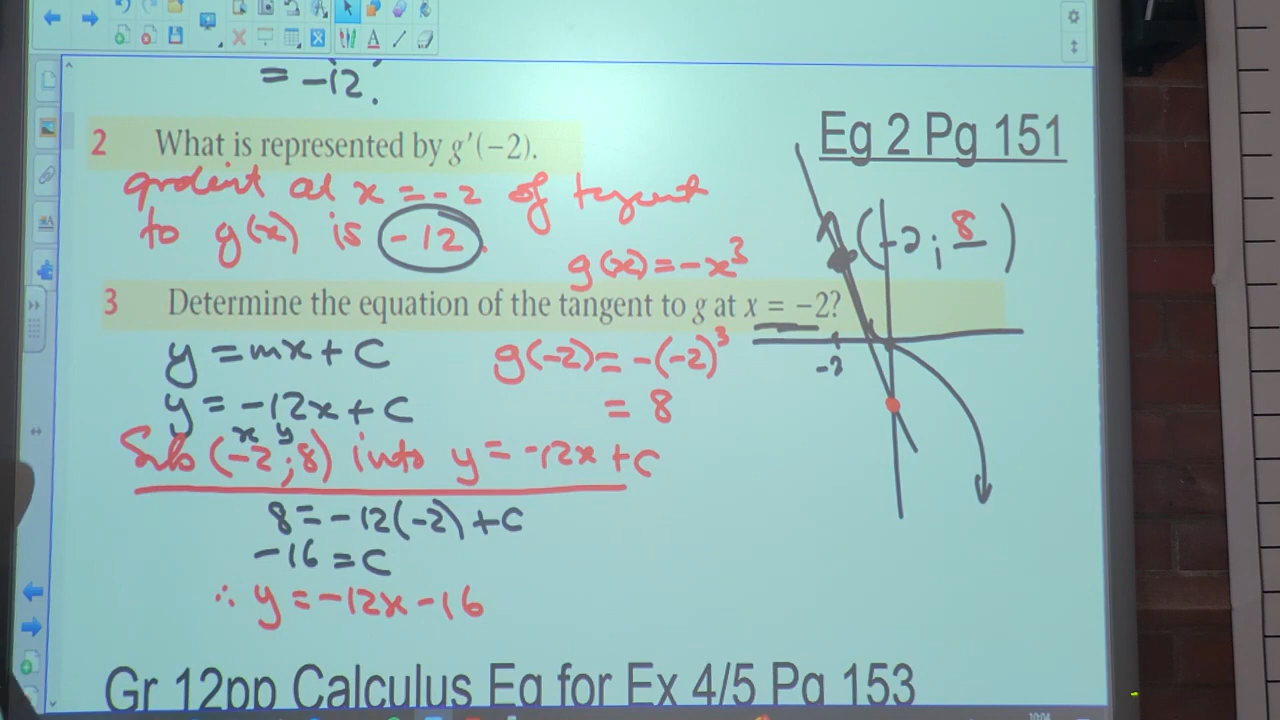 = -12.
Eg 2 Pg 151
2 What is represented by g'(-2).
gradient at x = -2 of tangent
to g(x) is -12.
(-2; 8)
g(x) = -x³
3 Determine the equation of the tangent to g at x = -2?
y = mx + c
g(-2) = -(-2)³
-2
y = -12x + c
= 8
x y
Sub (-2; 8) into y = -12x + c
8 = -12(-2) + c
-16 = c
∴ y = -12x - 16
Gr 12pp Calculus Eg for Ex 4/5 Pg 153
10:04